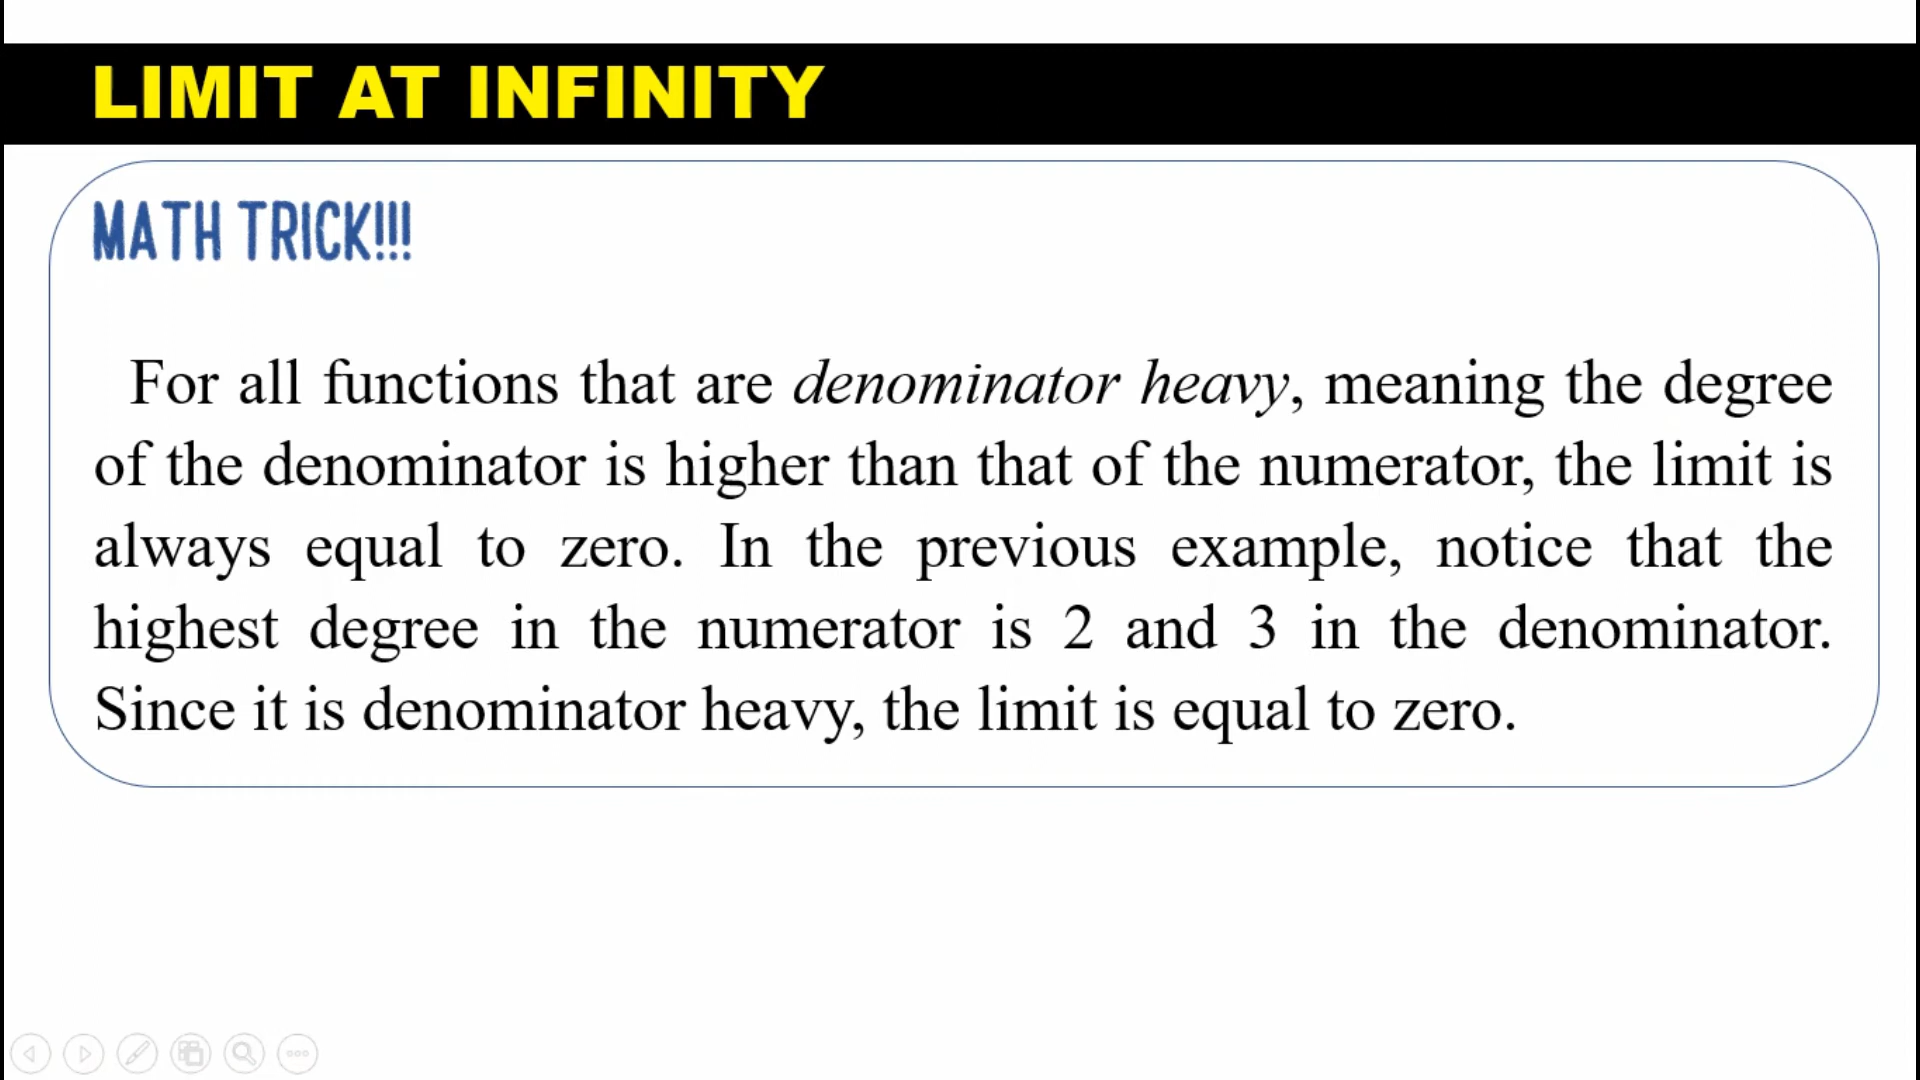 LIMIT AT INFINITY
MATH TRICK!!!
For all functions that are denominator heavy, meaning the degree
of the denominator is higher than that of the numerator, the limit is
always equal to zero. In the previous example, notice that the
highest degree in the numerator is 2 and 3 in the denominator.
Since it is denominator heavy, the limit is equal to zero.